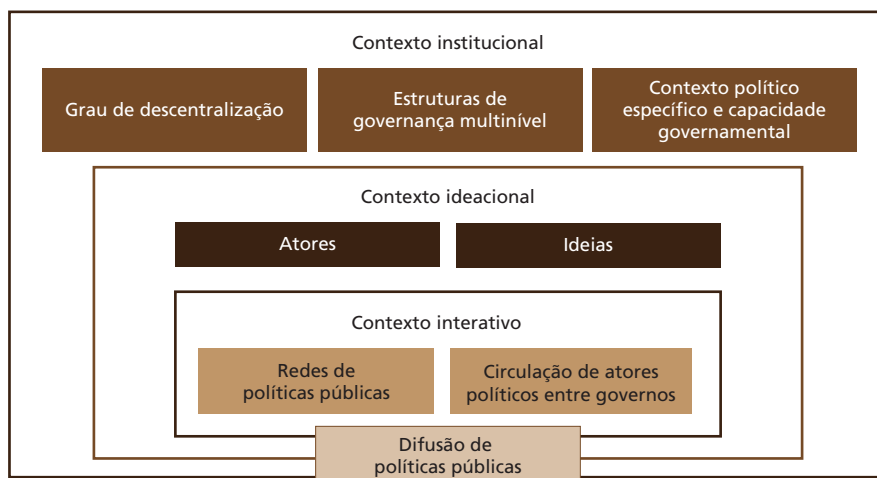 Contexto institucional
Grau de descentralização
Estruturas de
governança multinível
Contexto político
específico e capacidade
governamental
Contexto ideacional
Atores
Ideias
Contexto interativo
Redes de
políticas públicas
Circulação de atores
políticos entre governos
Difusão de
políticas públicas